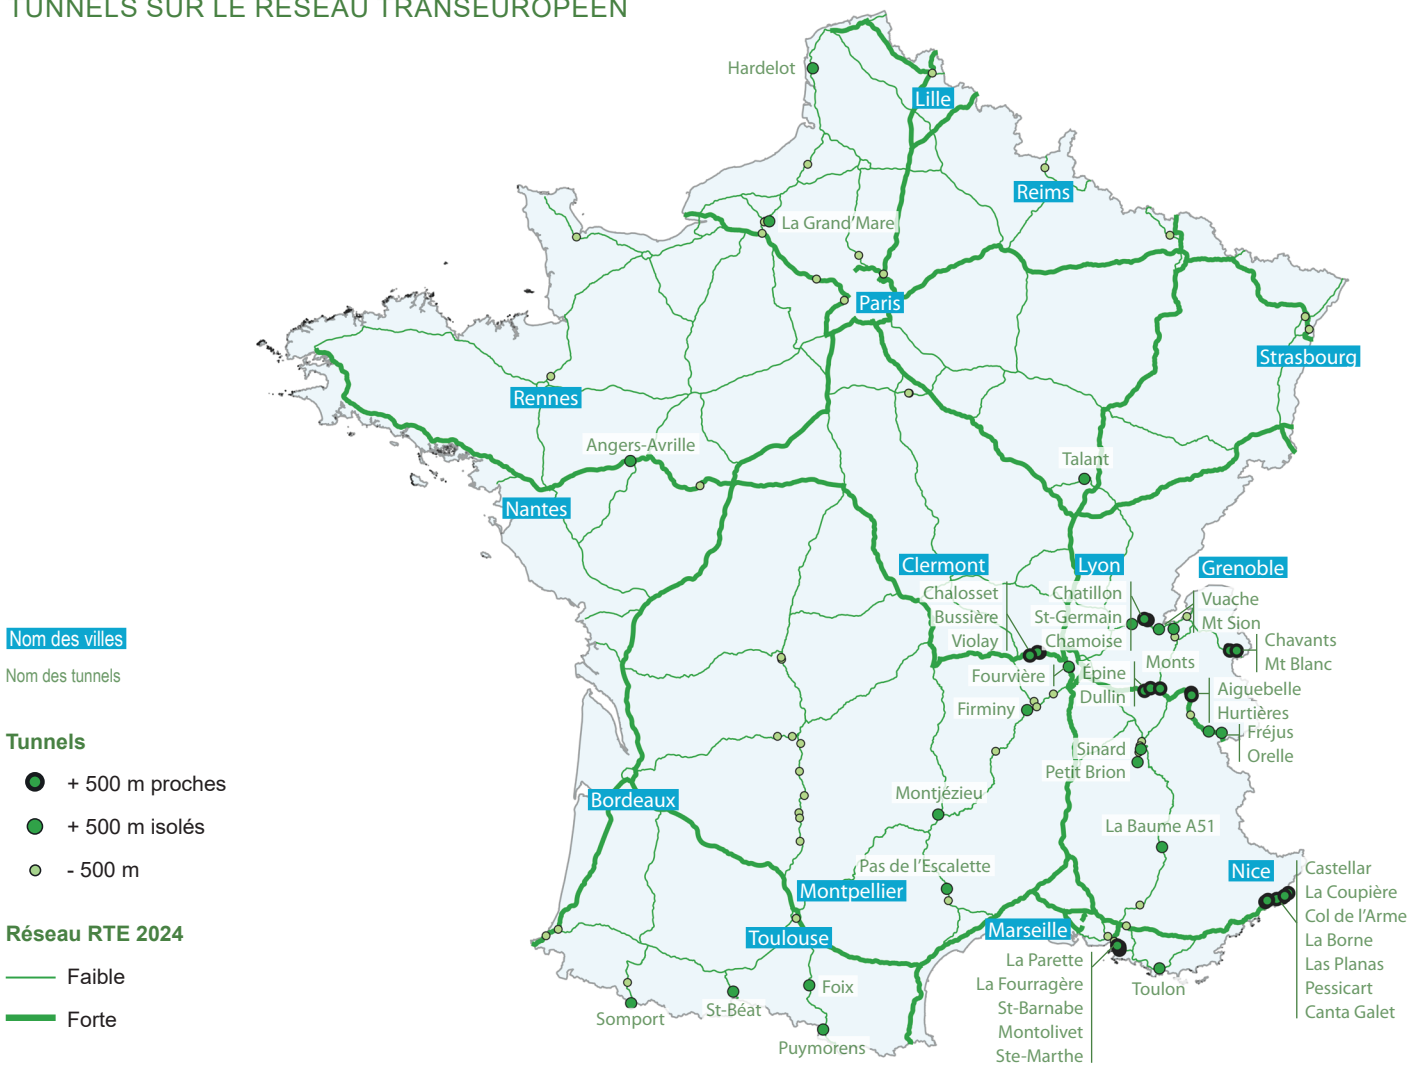 TUNNELS SUR LE RESEAU TRANSEUROPEEN
Hardelot
Lille
Reims
La Grand'Mare
Paris
Strasbourg
Rennes
Angers-Avrille
Talant
Nantes
Clermont
Lyon
Grenoble
Chalosset
Bussière
Violay
Chatillon
St-Germain
Chamoise
Vuache
Mt Sion
Chavants
Mt Blanc
Fourvière
Épine
Dullin
Monts
Aiguebelle
Hurtières
Fréjus
Orelle
Firminy
Sinard
Petit Brion
Bordeaux
Montjézieu
La Baume A51
Pas de l'Escalette
Montpellier
Nice
Castellar
La Coupière
Col de l'Arme
La Borne
Las Planas
Pessicart
Canta Galet
Toulouse
Marseille
La Parette
La Fourragère
St-Barnabe
Montolivet
Ste-Marthe
Toulon
Foix
St-Béat
Somport
Puymorens
Nom des villes
Nom des tunnels
Tunnels
+ 500 m proches
+ 500 m isolés
- 500 m
Réseau RTE 2024
Faible
Forte